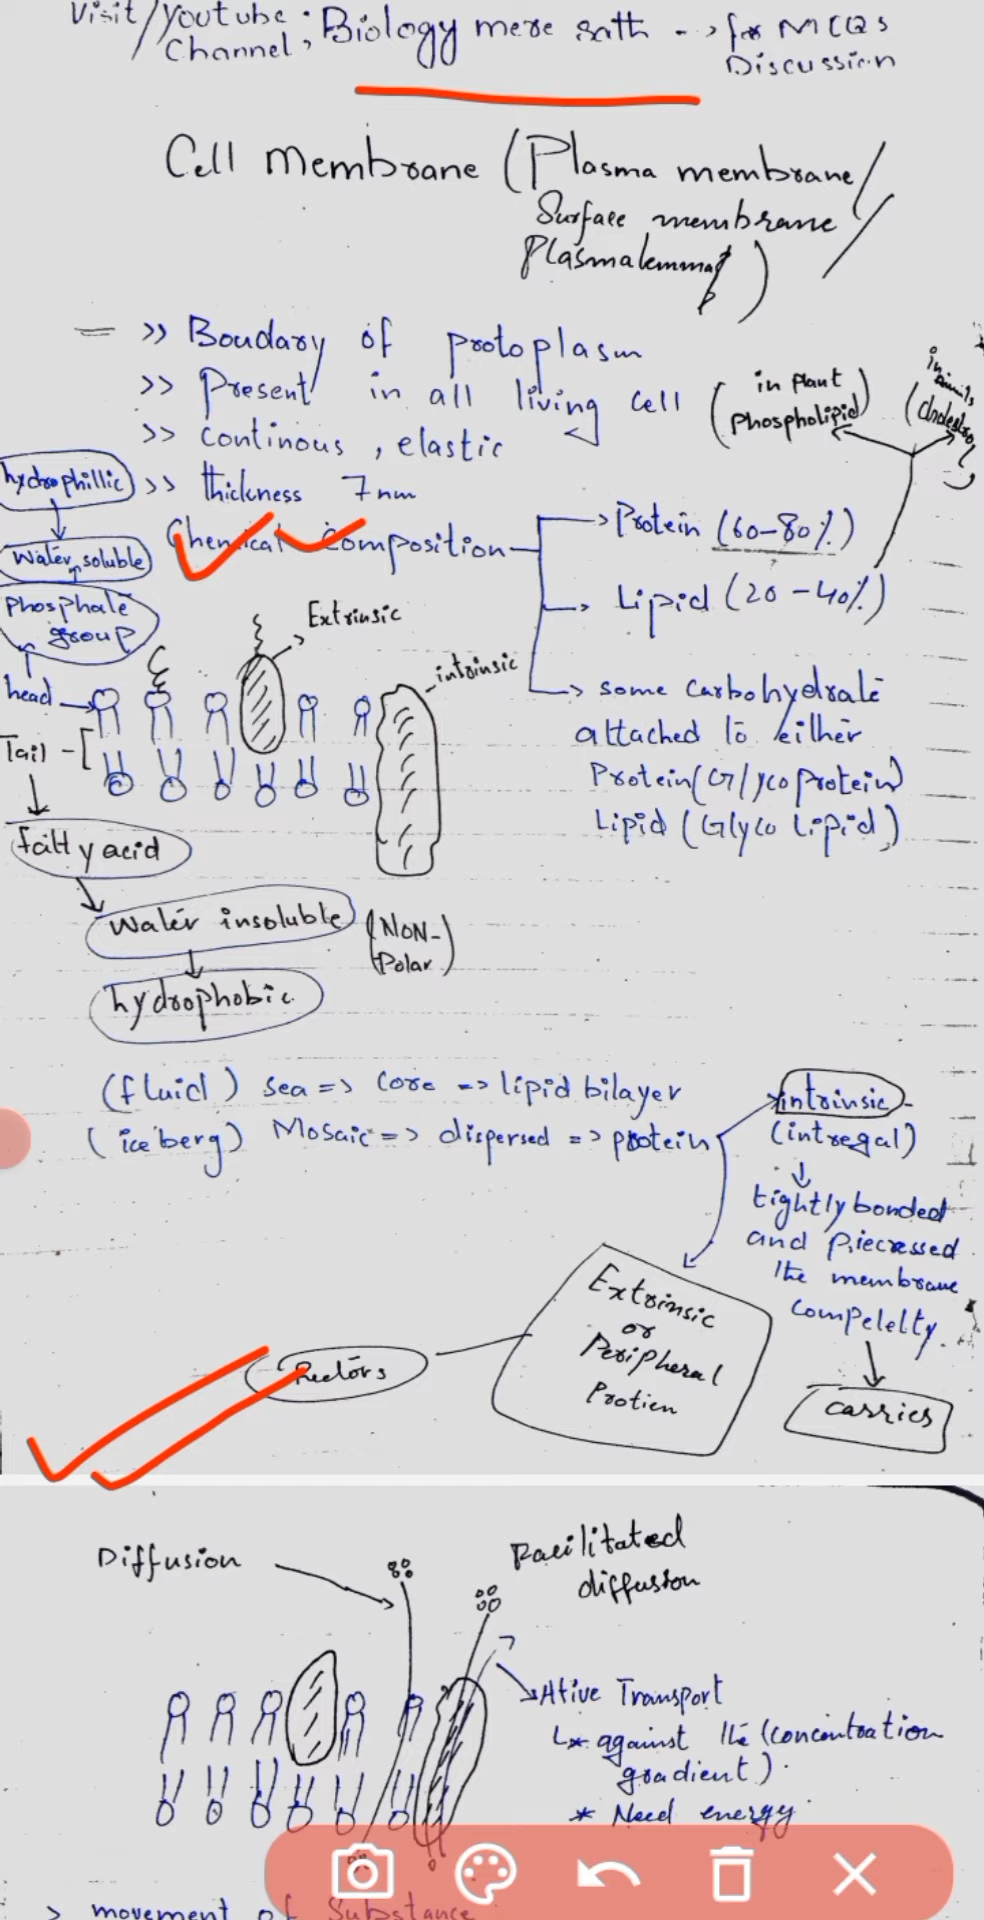 Visit/Youtube:
Channel, Biology mere sath --> for MCQs
Discussion
Cell Membrane (Plasma membrane/
Surface membrane/
Plasmalemma)
>> Boudary of protoplasm
>> Present in all living cell
>> continous, elastic
>> thickness 7nm
(in plant
Phospholipid)
hydrophillic
Water soluble
Phosphate
group
head
Tail
Chemical Composition
Protein (60-80%)
Lipid (20-40%)
Extrinsic
intoinsic
some Carbohydrate
attached to either
Protein (Glycoprotein)
Lipid (Glyco Lipid)
fatty acid
Water insoluble (NON-
Polar)
hydrophobic
(fluid) sea => Core => lipid bilayer
(iceberg) Mosaic => dispersed => protein
intrinsic
(intregal)
tightly bonded
and Piecressed
the membrane
Compeletty.
carries
Extrinsic
or
Peripheral
Protien
Diffusion
Facilitated
diffusion
Ative Transport
* against the (concentration
gradient).
* Need energy
> movement of Substance